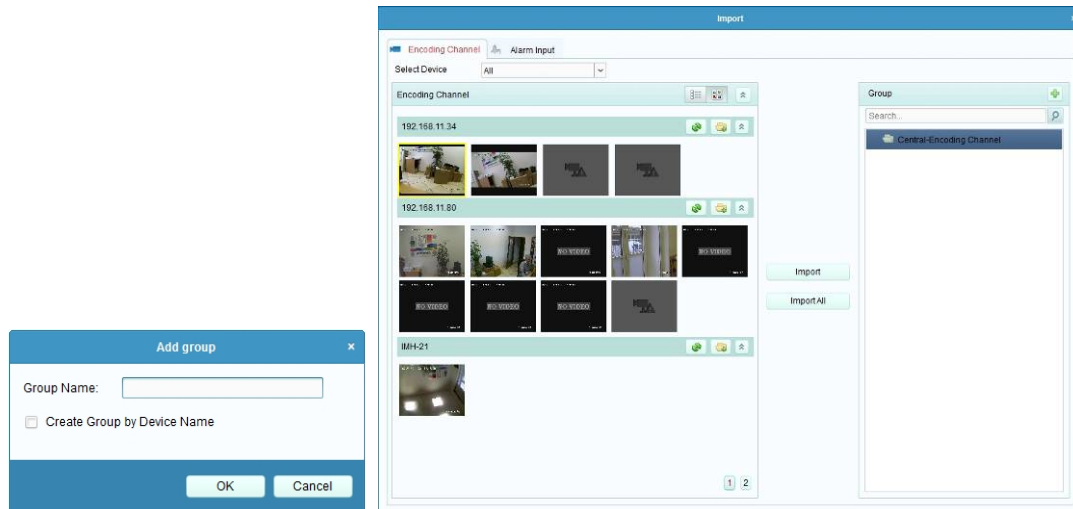 Import
Encoding Channel
Alarm Input
Select Device
All
Encoding Channel
Group
192.168.11.34
Search...
Central-Encoding Channel
192.168.11.80
NO VIDEO
NO VIDEO
Import
NO VIDEO
NO VIDEO
NO VIDEO
Import All
IMH-21
1 2
Add group
Group Name:
Create Group by Device Name
OK
Cancel